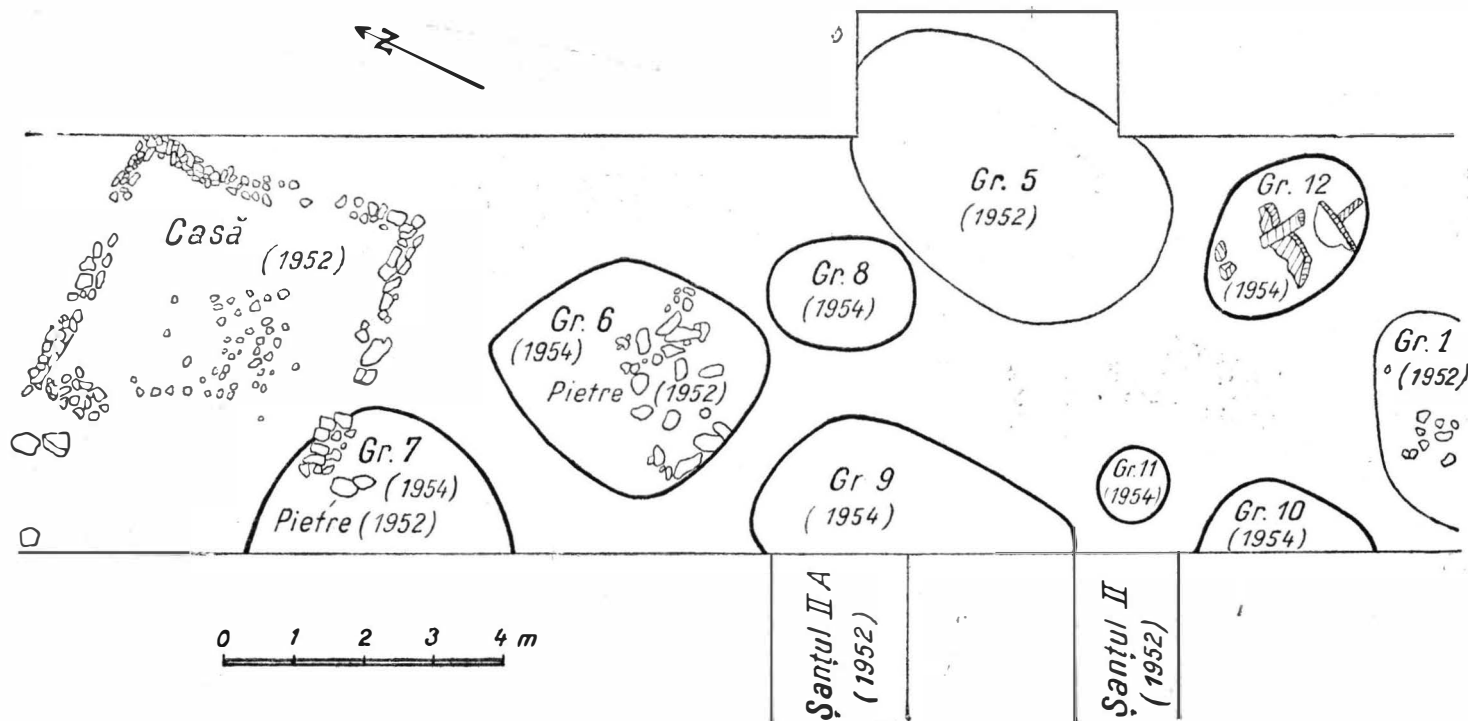 N
Casă
(1952)
Gr. 5
(1952)
Gr. 12
(1954)
Gr. 8
(1954)
Gr. 6
(1954)
Pietre (1952)
Gr. 1
(1952)
Gr. 7
(1954)
Pietre (1952)
Gr 9
(1954)
Gr. 11
(1954)
Gr. 10
(1954)
0 1 2 3 4 m
Șanțul II A
(1952)
Șanțul II
(1952)